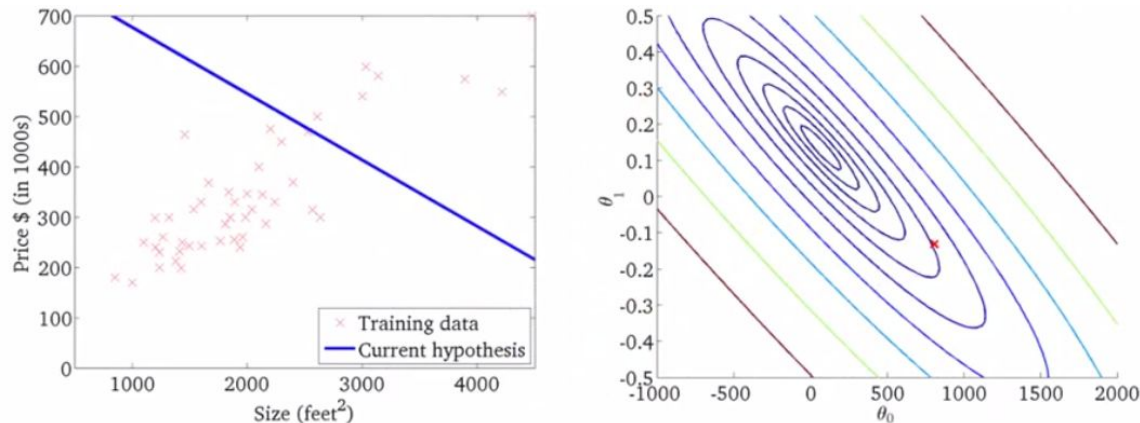 700
600
500
400
300
200
100
0
Price $ (in 1000s)
1000 2000 3000 4000
Size (feet²)
Training data
Current hypothesis
0.5
0.4
0.3
0.2
0.1
0
-0.1
-0.2
-0.3
-0.4
-0.5
θ₁
-1000 -500 0 500 1000 1500 2000
θ₀